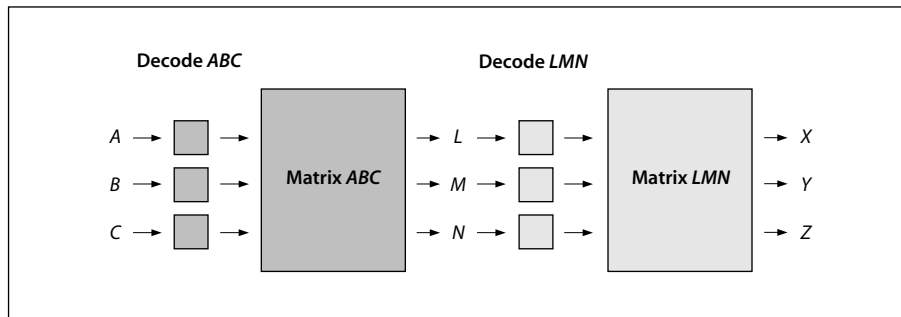 Decode ABC Decode LMN
A L X
B Matrix ABC M Matrix LMN Y
C N Z